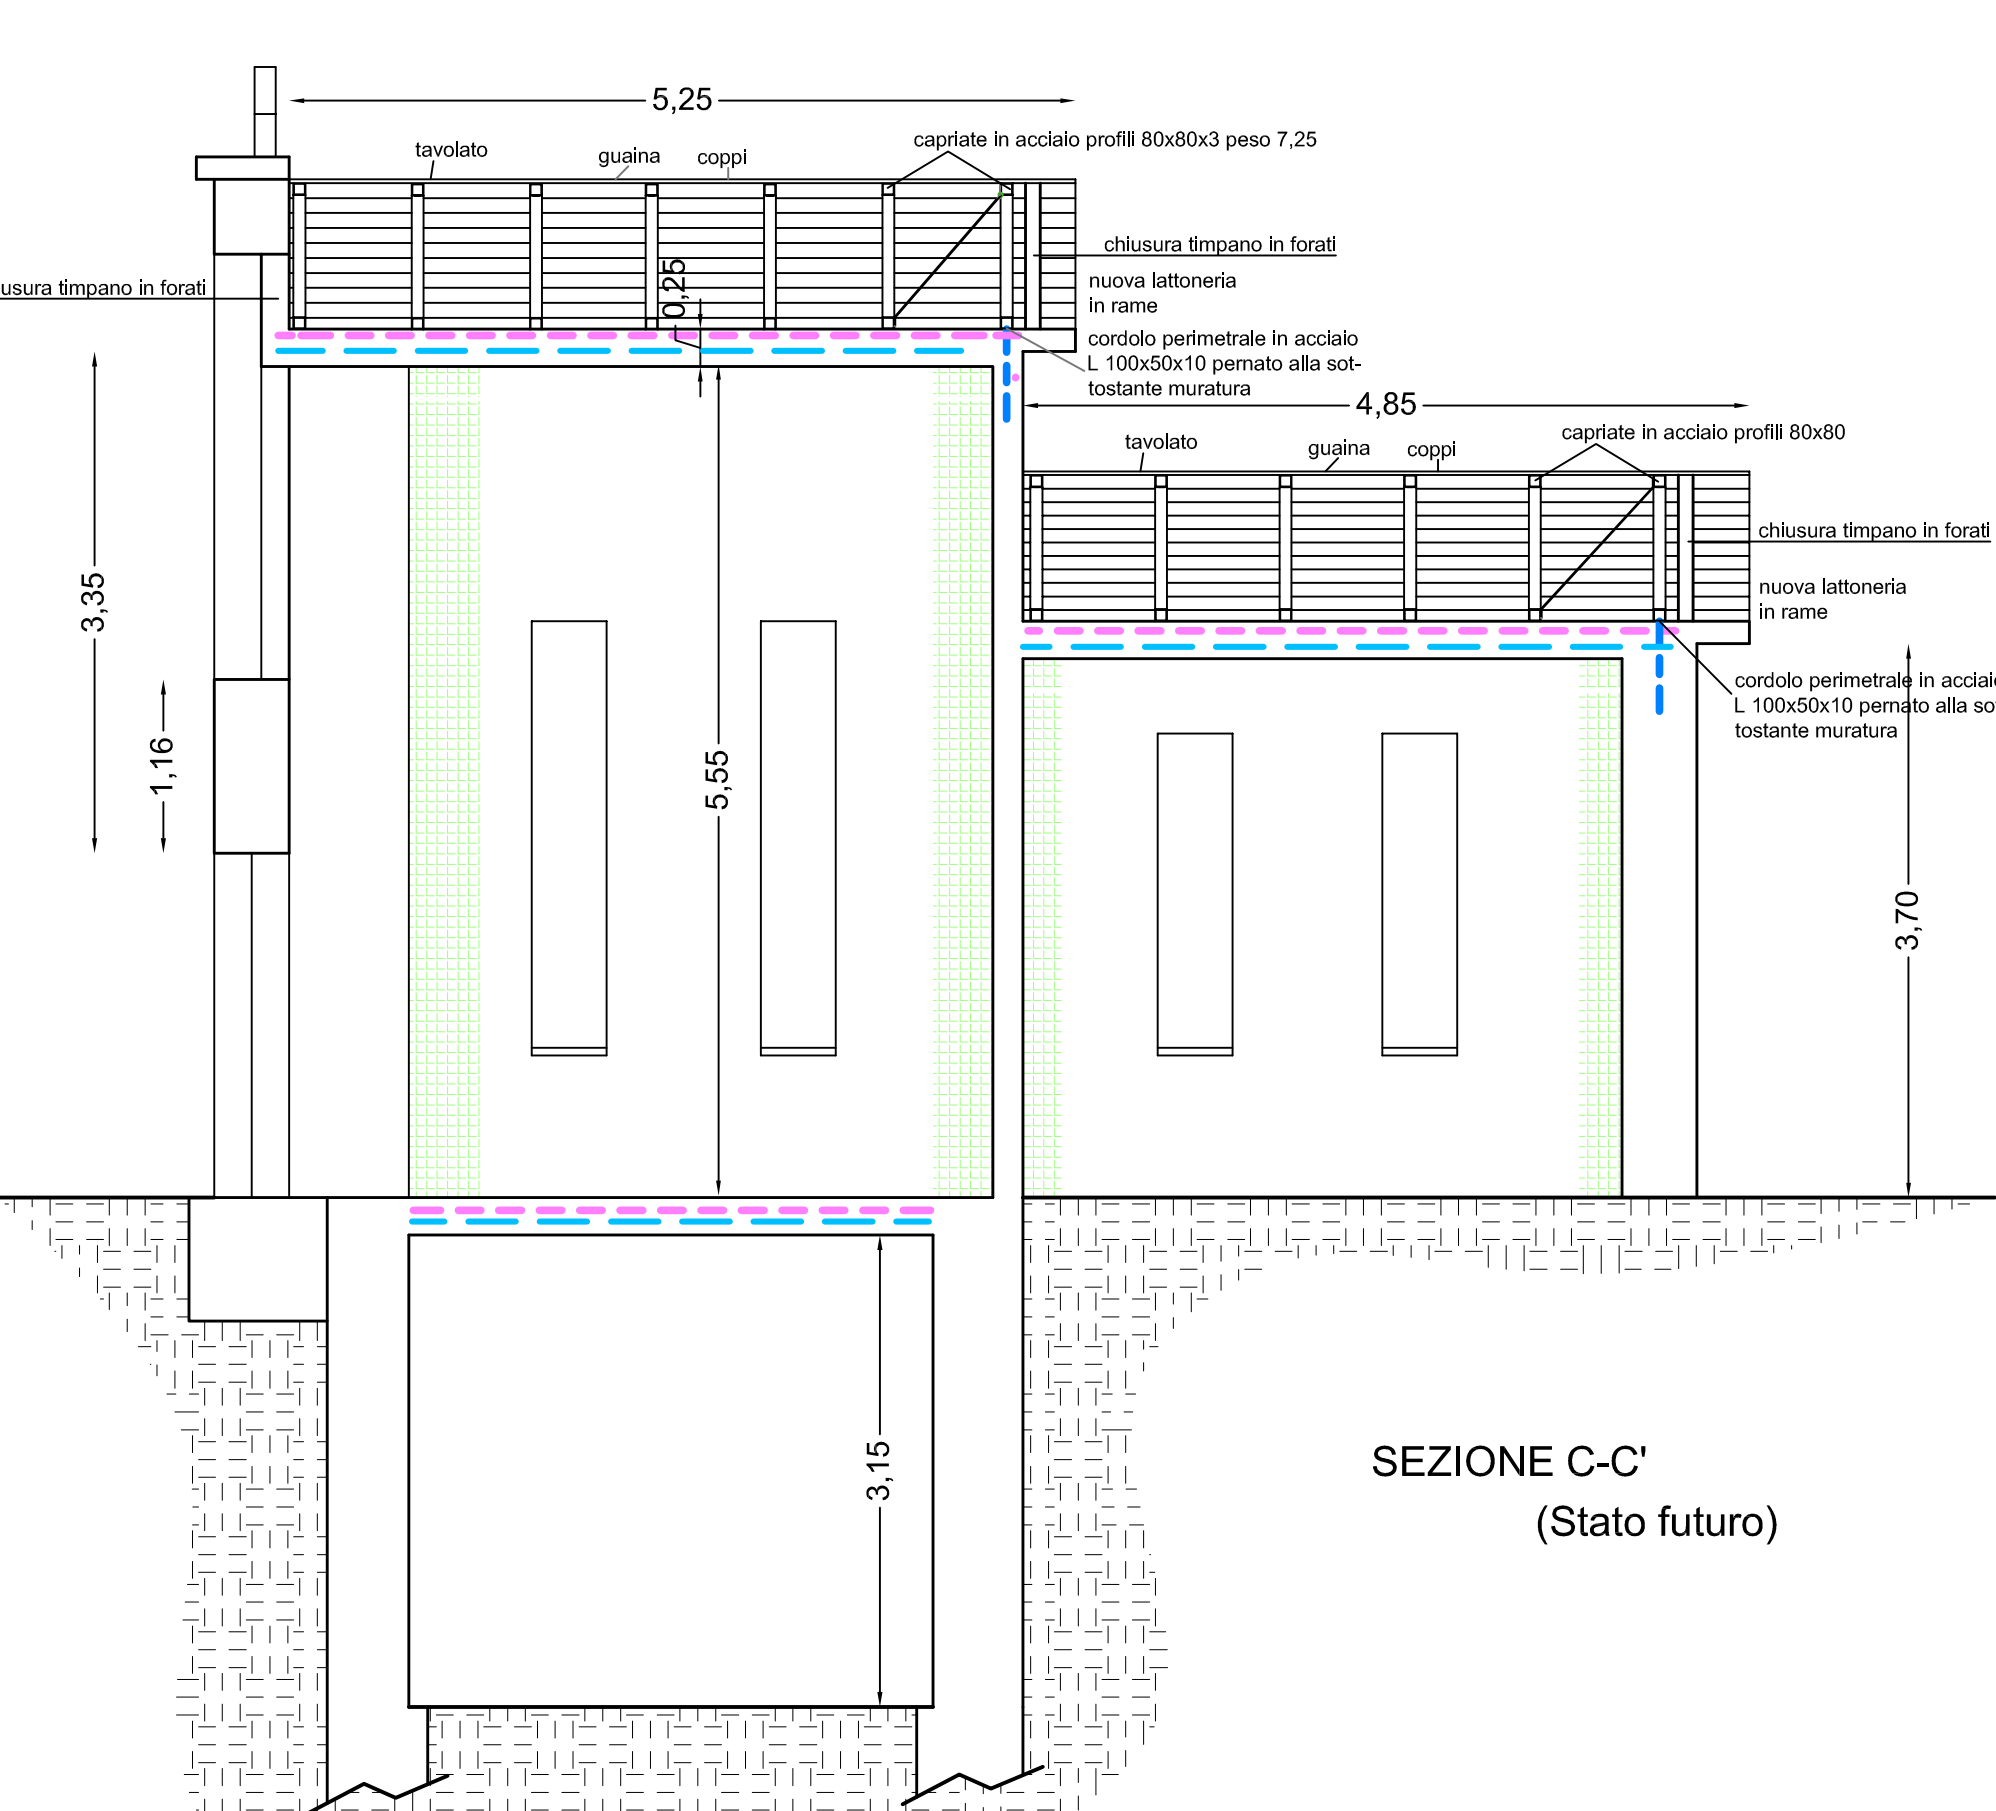 5,25
capriate in acciaio profili 80x80x3 peso 7,25
tavolato
guaina
coppi
chiusura timpano in forati
usura timpano in forati
0,25
nuova lattoneria
in rame
cordolo perimetrale in acciaio
L 100x50x10 pernato alla sot-
tostante muratura
4,85
capriate in acciaio profili 80x80
tavolato
guaina
coppi
chiusura timpano in forati
nuova lattoneria
in rame
cordolo perimetrale in acciaio
L 100x50x10 pernato alla sot
tostante muratura
3,35
1,16
5,55
3,70
3,15
SEZIONE C-C'
(Stato futuro)